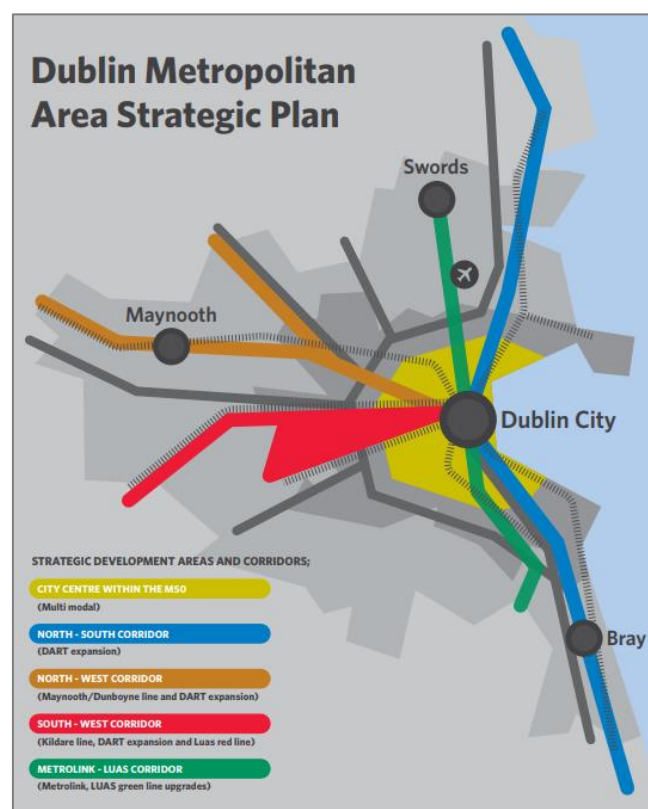 Dublin Metropolitan
Area Strategic Plan
Swords
Maynooth
Dublin City
Bray
STRATEGIC DEVELOPMENT AREAS AND CORRIDORS;
CITY CENTRE WITHIN THE M50
(Multi modal)
NORTH - SOUTH CORRIDOR
(DART expansion)
NORTH - WEST CORRIDOR
(Maynooth/Dunboyne line and DART expansion)
SOUTH - WEST CORRIDOR
(Kildare line, DART expansion and Luas red line)
METROLINK - LUAS CORRIDOR
(Metrolink, LUAS green line upgrades)